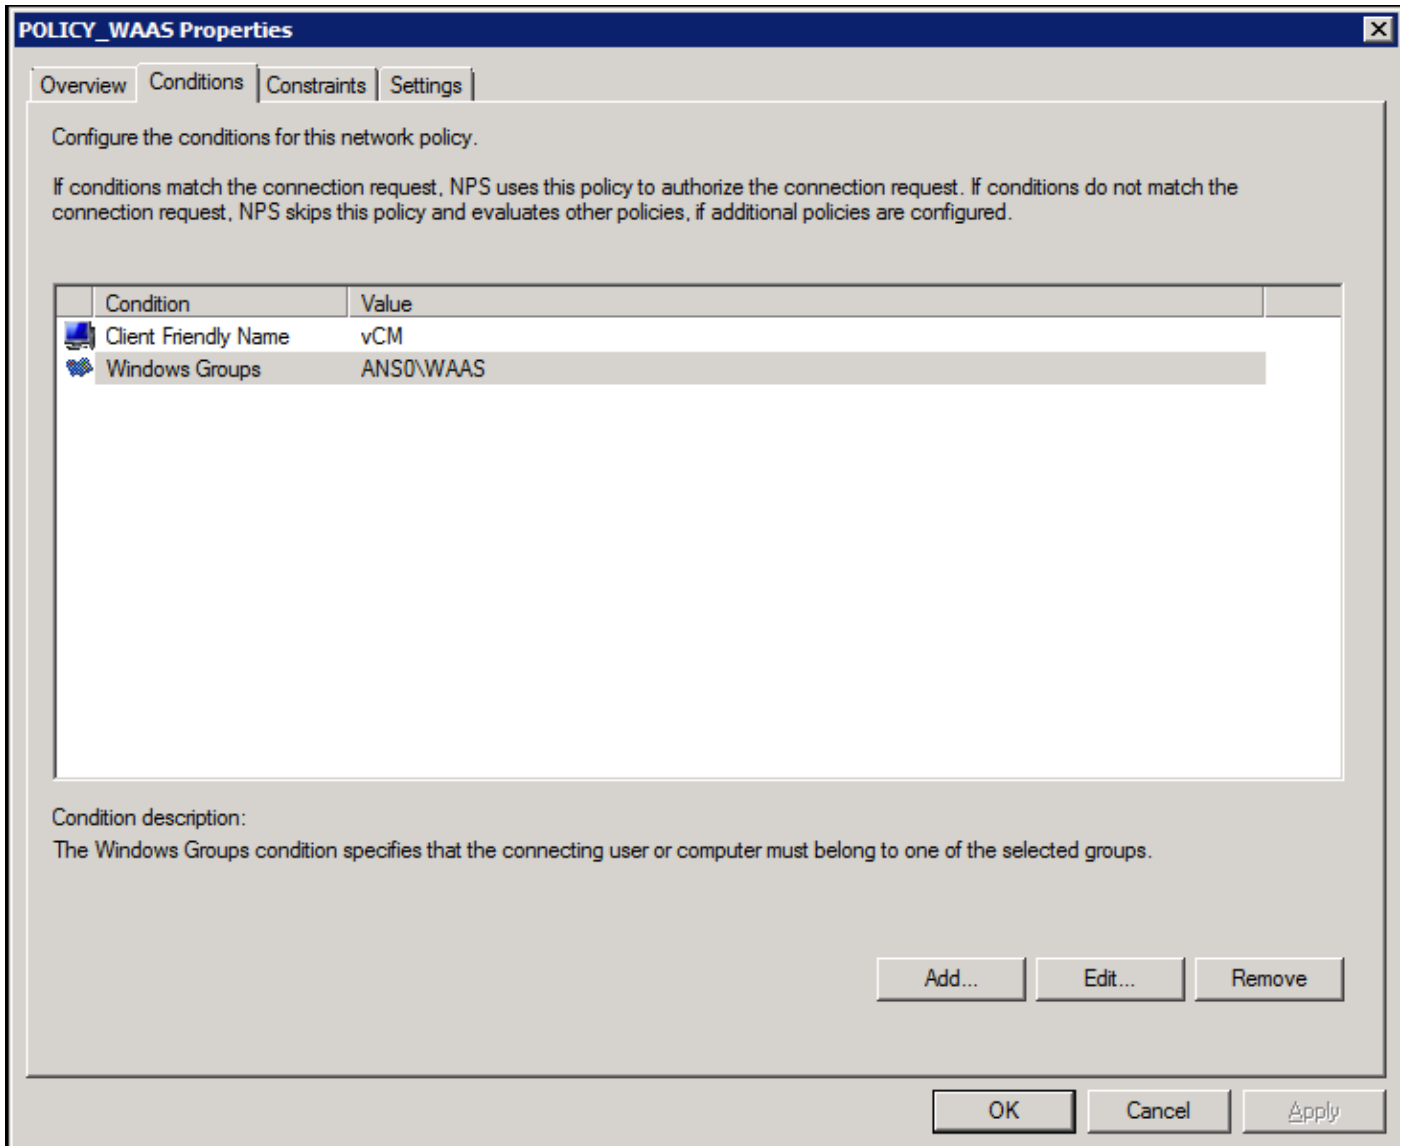 POLICY_WAAS Properties
Overview Conditions Constraints Settings
Configure the conditions for this network policy.
If conditions match the connection request, NPS uses this policy to authorize the connection request. If conditions do not match the
connection request, NPS skips this policy and evaluates other policies, if additional policies are configured.
Condition Value
Client Friendly Name vCM
Windows Groups ANS0\WAAS
Condition description:
The Windows Groups condition specifies that the connecting user or computer must belong to one of the selected groups.
Add... Edit... Remove
OK Cancel Apply